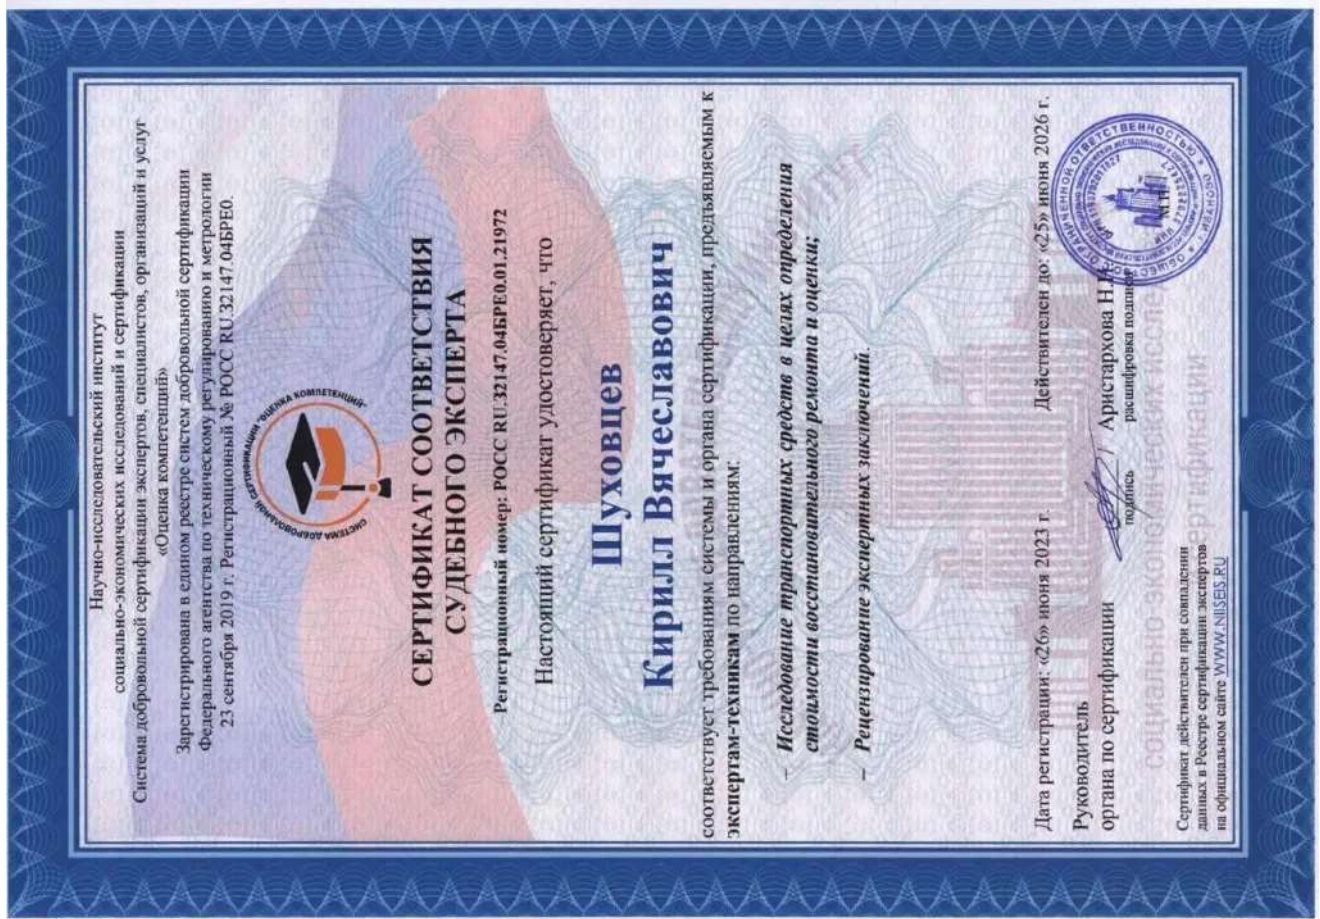 Научно-исследовательский институт
социально-экономических исследований и сертификации
Система добровольной сертификации экспертов, специалистов, организаций и услуг
«Оценка компетенций»
Зарегистрирована в едином реестре систем добровольной сертификации
Федерального агентства по техническому регулированию и метрологии
23 сентября 2019 г. Регистрационный № РОСС RU.32147.04БРЕ0.
СИСТЕМА ДОБРОВОЛЬНОЙ СЕРТИФИКАЦИИ "ОЦЕНКА КОМПЕТЕНЦИЙ"
СЕРТИФИКАТ СООТВЕТСТВИЯ
СУДЕБНОГО ЭКСПЕРТА
Регистрационный номер: РОСС RU.32147.04БРЕ0.01.21972
Настоящий сертификат удостоверяет, что
Шуховцев
Кирилл Вячеславович
соответствует требованиям системы и органа сертификации, предъявляемым к
экспертам-техникам по направлениям:
– Исследование транспортных средств в целях определения
стоимости восстановительного ремонта и оценки;
– Рецензирование экспертных заключений.
Дата регистрации: «26» июня 2023 г. Действителен до: «25» июня 2026 г.
Руководитель
органа по сертификации / Аристархова Н.
подпись расшифровка подписи
М.П.
Сертификат действителен при совпадении
данных в Реестре сертификации экспертов
на официальном сайте WWW.NIISEIS.RU